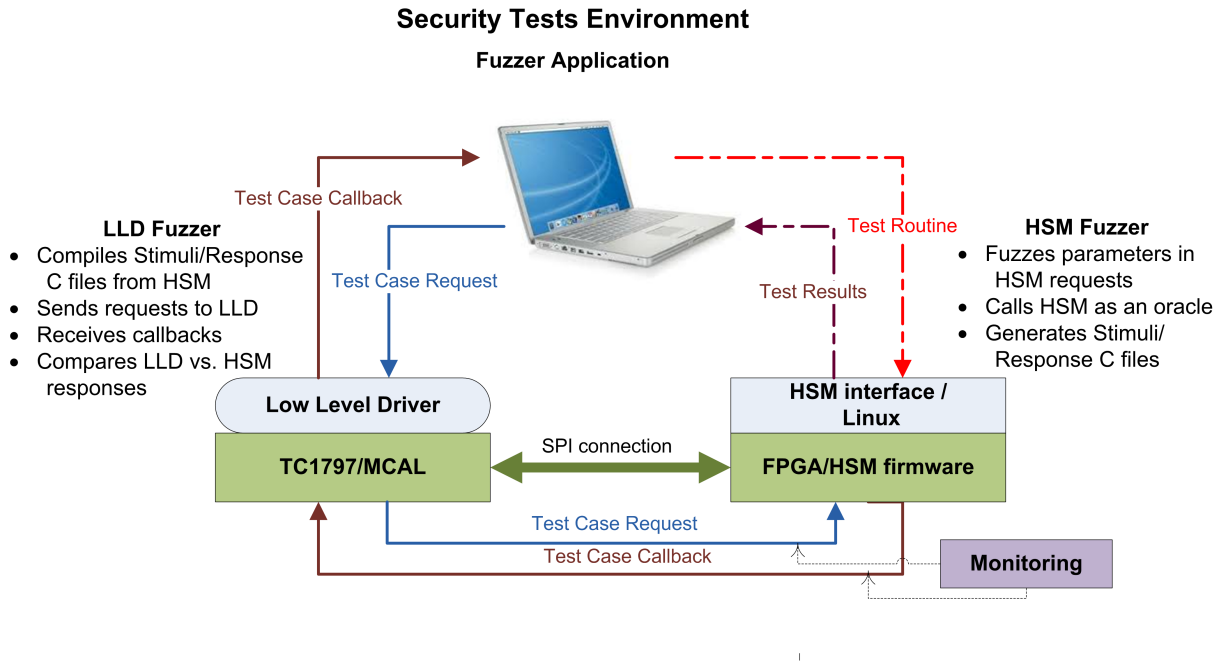 Security Tests Environment
Fuzzer Application
Test Case Callback
LLD Fuzzer
• Compiles Stimuli/Response
C files from HSM
• Sends requests to LLD
• Receives callbacks
• Compares LLD vs. HSM
responses
Test Case Request
Test Routine
Test Results
HSM Fuzzer
• Fuzzes parameters in
HSM requests
• Calls HSM as an oracle
• Generates Stimuli/
Response C files
Low Level Driver
TC1797/MCAL
SPI connection
HSM interface /
Linux
FPGA/HSM firmware
Test Case Request
Test Case Callback
Monitoring